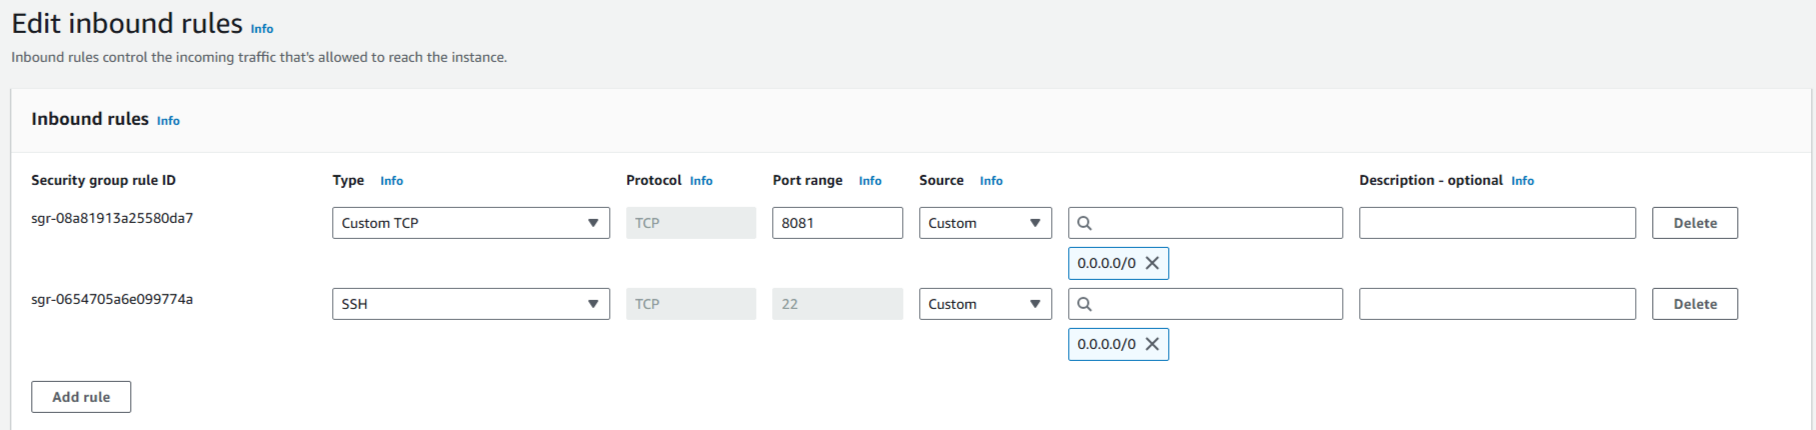 Edit inbound rules Info
Inbound rules control the incoming traffic that's allowed to reach the instance.
Inbound rules Info
Security group rule ID Type Info Protocol Info Port range Info Source Info Description - optional Info
sgr-08a81913a25580da7 Custom TCP TCP 8081 Custom Delete
0.0.0.0/0
sgr-0654705a6e099774a SSH TCP 22 Custom Delete
0.0.0.0/0
Add rule